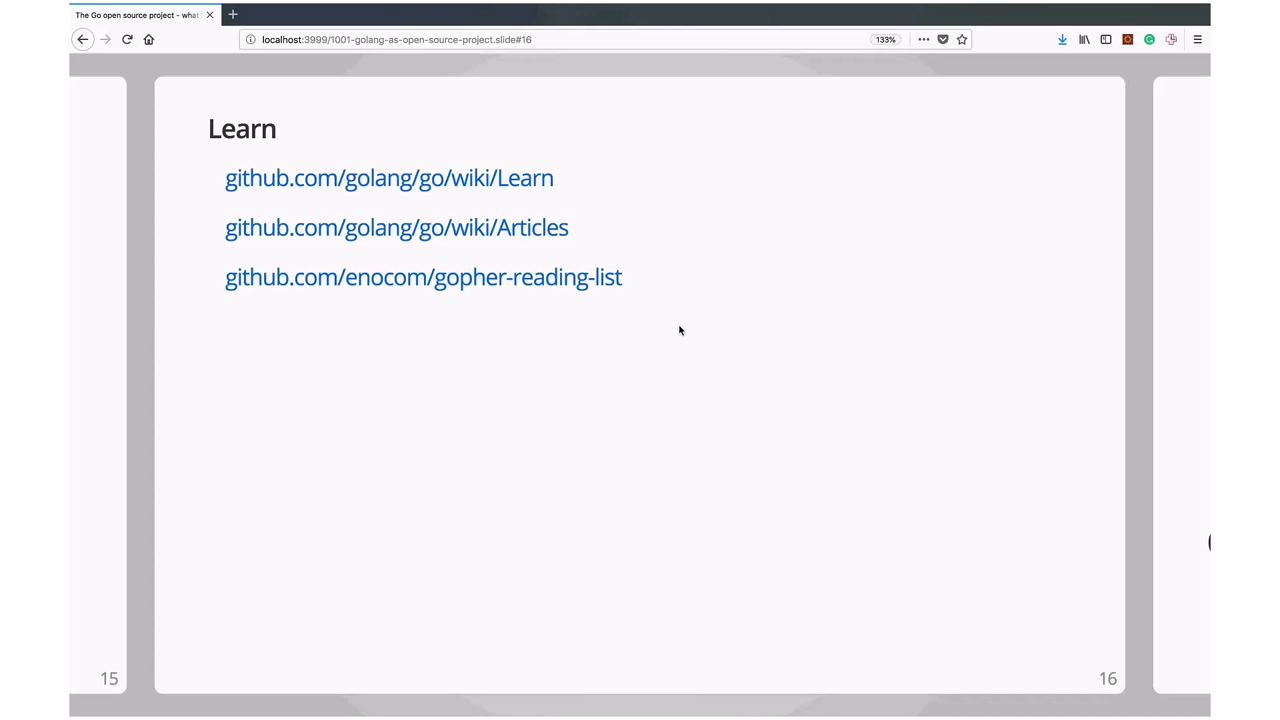 The Go open source project - what
localhost:3999/1001-golang-as-open-source-project.slide#16
133%
Learn
github.com/golang/go/wiki/Learn
github.com/golang/go/wiki/Articles
github.com/enocom/gopher-reading-list
15
16